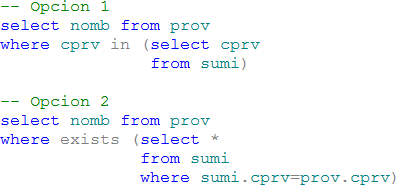 -- Opcion 1
select nomb from prov
where cprv in (select cprv
from sumi)
-- Opcion 2
select nomb from prov
where exists (select *
from sumi
where sumi.cprv=prov.cprv)